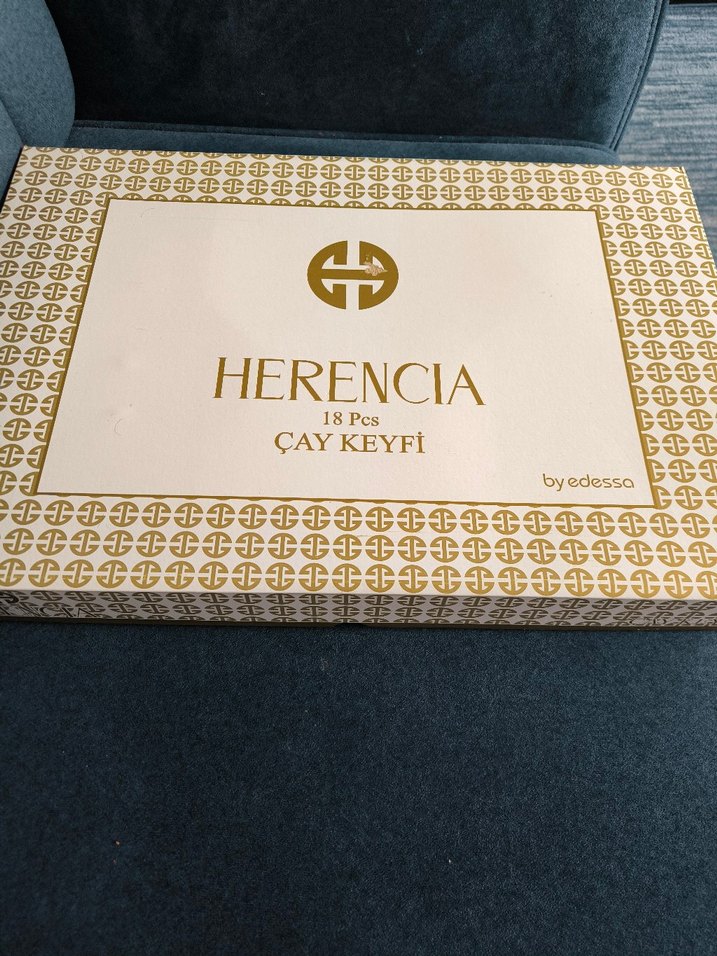 HERENCIA
18 Pcs
ÇAY KEYFİ
by edessa